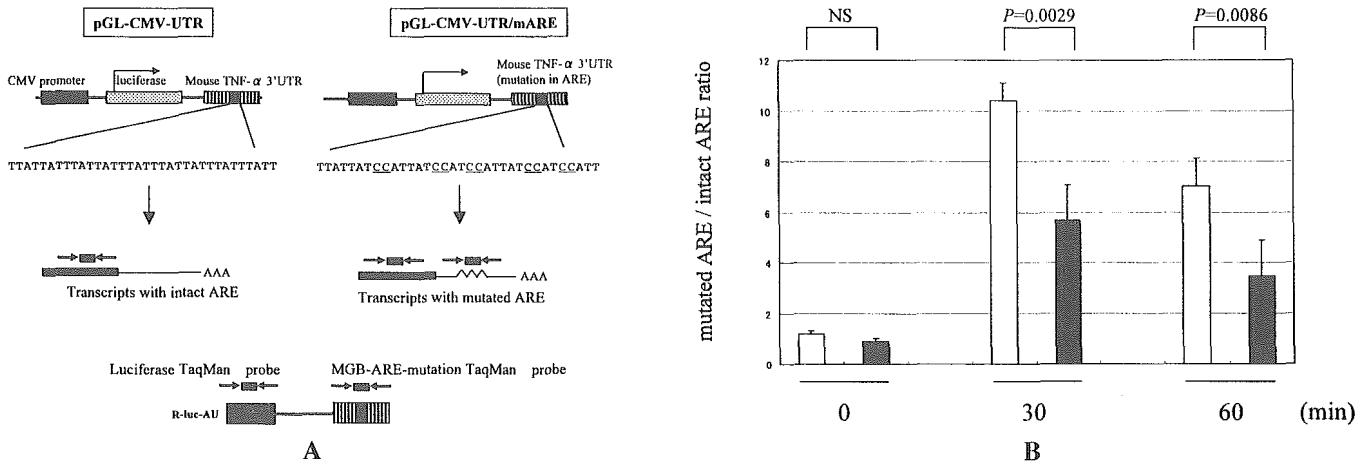 pGL-CMV-UTR
pGL-CMV-UTR/mARE
CMV promoter
luciferase
Mouse TNF-α 3'UTR
Mouse TNF-α 3'UTR
(mutation in ARE)
TTATTATTTATTATTTATTTATTATTTATTTATT
TTATTATCCATTATCCATCCATTATCCATCCATT
AAA
AAA
Transcripts with intact ARE
Transcripts with mutated ARE
Luciferase TaqMan probe
MGB-ARE-mutation TaqMan probe
R-luc-AU
A
NS
P=0.0029
P=0.0086
mutated ARE / intact ARE ratio
12
10
8
6
4
2
0
0
30
60
(min)
B